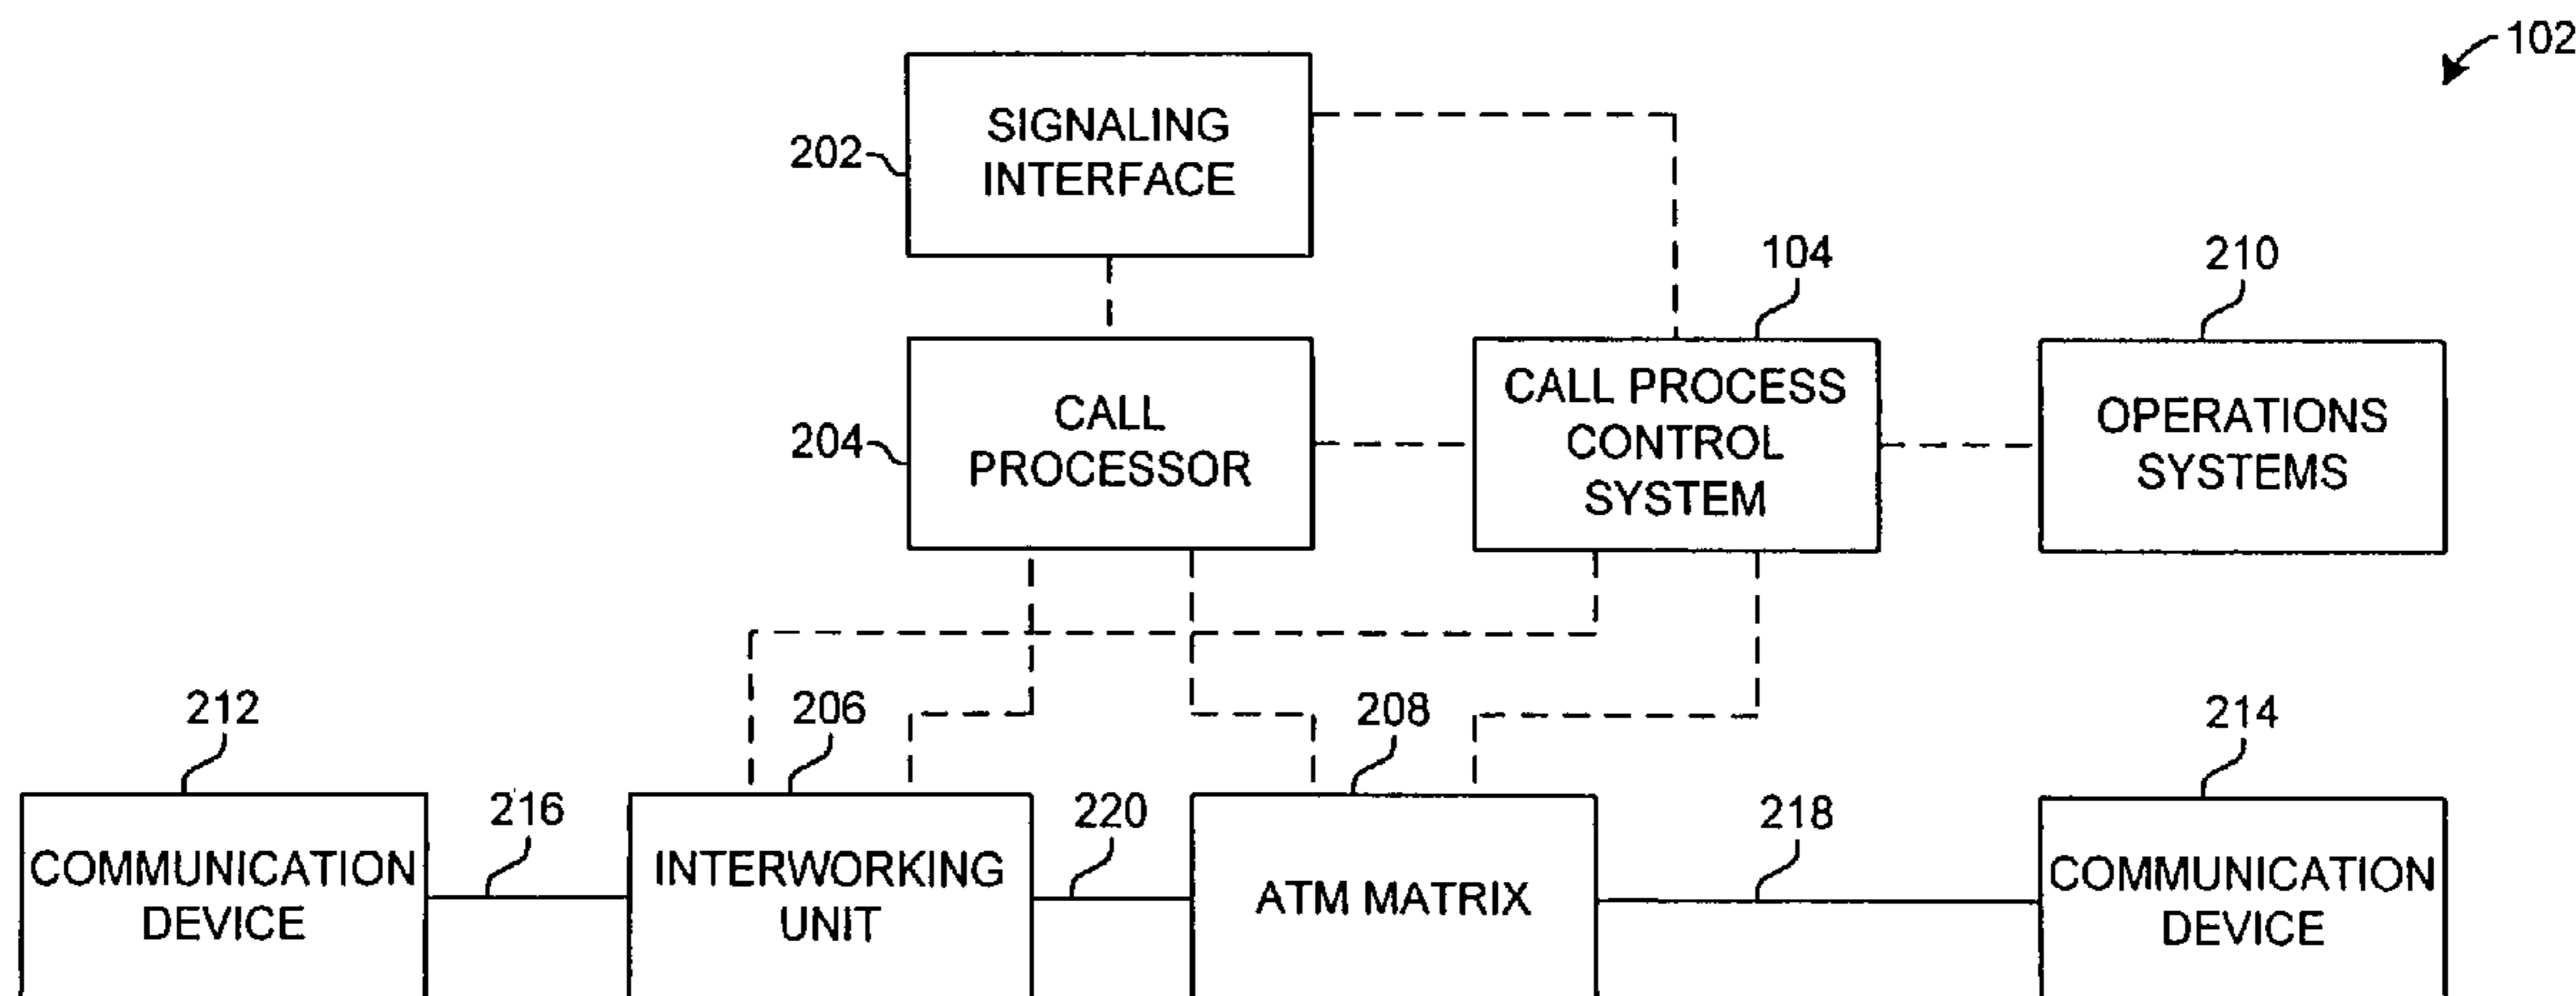 102
SIGNALING
INTERFACE
202
104
210
CALL
PROCESSOR
204
CALL PROCESS
CONTROL
SYSTEM
OPERATIONS
SYSTEMS
212
206
208
214
216
220
218
COMMUNICATION
DEVICE
INTERWORKING
UNIT
ATM MATRIX
COMMUNICATION
DEVICE